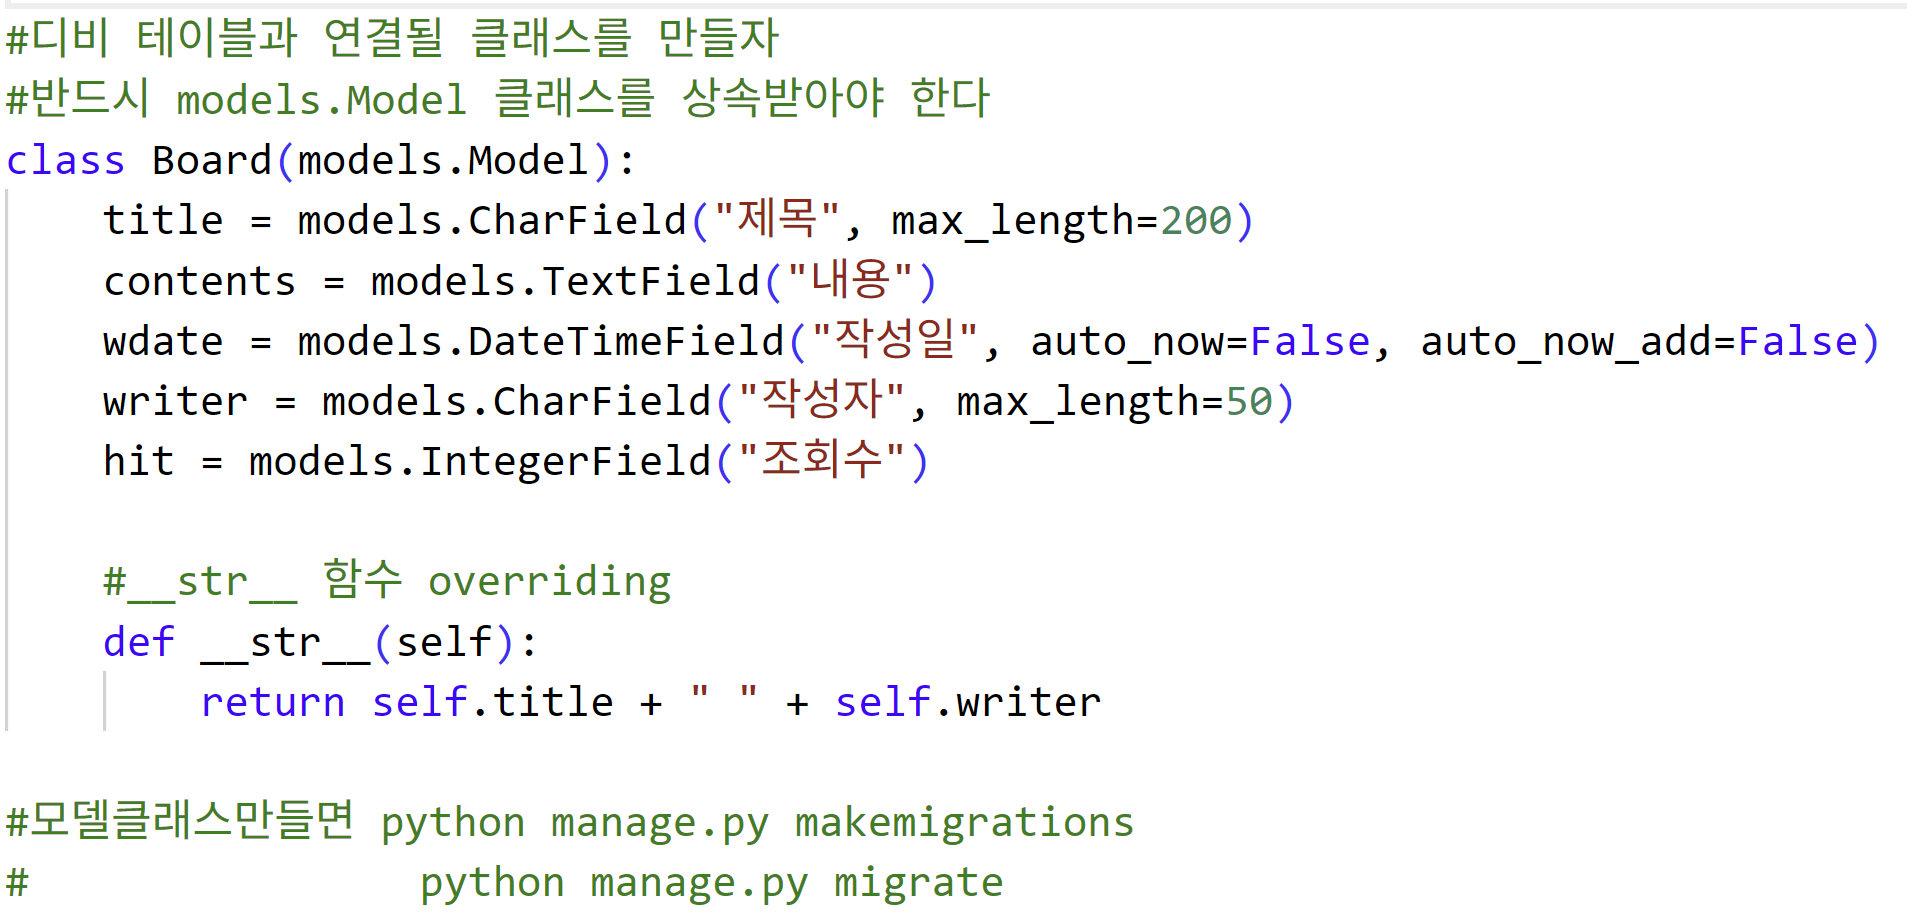 #디비 테이블과 연결될 클래스를 만들자
#반드시 models.Model 클래스를 상속받아야 한다
class Board(models.Model):
    title = models.CharField("제목", max_length=200)
    contents = models.TextField("내용")
    wdate = models.DateTimeField("작성일", auto_now=False, auto_now_add=False)
    writer = models.CharField("작성자", max_length=50)
    hit = models.IntegerField("조회수")
    #__str__ 함수 overriding
    def __str__(self):
        return self.title + " " + self.writer
#모델클래스만들면 python manage.py makemigrations
#                python manage.py migrate